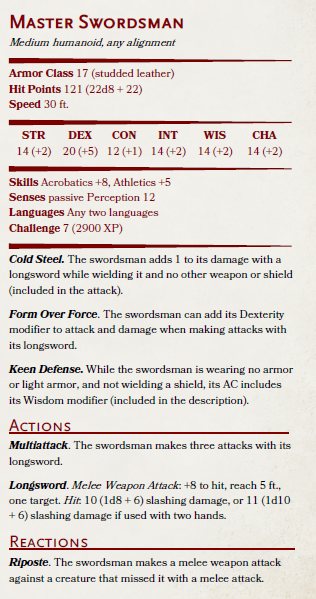 Master Swordsman
Medium humanoid, any alignment
Armor Class 17 (studded leather)
Hit Points 121 (22d8 + 22)
Speed 30 ft.
STR DEX CON INT WIS CHA
14 (+2) 20 (+5) 12 (+1) 14 (+2) 14 (+2) 14 (+2)
Skills Acrobatics +8, Athletics +5
Senses passive Perception 12
Languages Any two languages
Challenge 7 (2900 XP)
Cold Steel. The swordsman adds 1 to its damage with a
longsword while wielding it and no other weapon or shield
(included in the attack).
Form Over Force. The swordsman can add its Dexterity
modifier to attack and damage when making attacks with
its longsword.
Keen Defense. While the swordsman is wearing no armor
or light armor, and not wielding a shield, its AC includes
its Wisdom modifier (included in the description).
Actions
Multiattack. The swordsman makes three attacks with its
longsword.
Longsword. Melee Weapon Attack: +8 to hit, reach 5 ft.,
one target. Hit: 10 (1d8 + 6) slashing damage, or 11 (1d10
+ 6) slashing damage if used with two hands.
Reactions
Riposte. The swordsman makes a melee weapon attack
against a creature that missed it with a melee attack.